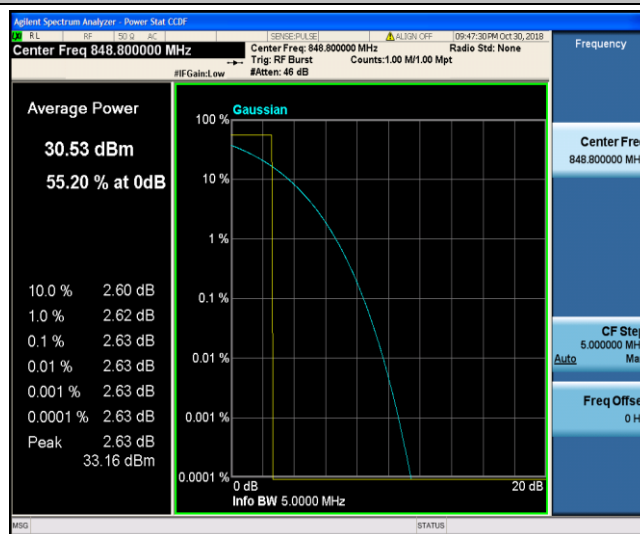 Agilent Spectrum Analyzer - Power Stat CCDF
RL RF 50 Ω AC SENSE:PULSE ALIGN OFF 09:47:30 PM Oct 30, 2018
Center Freq 848.800000 MHz
Center Freq: 848.800000 MHz Radio Std: None
Trig: RF Burst Counts:1.00 M/1.00 Mpt
#IFGain:Low #Atten: 46 dB
Frequency
Average Power
30.53 dBm
55.20 % at 0dB
10.0 % 2.60 dB
1.0 % 2.62 dB
0.1 % 2.63 dB
0.01 % 2.63 dB
0.001 % 2.63 dB
0.0001 % 2.63 dB
Peak 2.63 dB
33.16 dBm
Gaussian
100 %
10 %
1 %
0.1 %
0.01 %
0.001 %
0.0001 %
0 dB 20 dB
Info BW 5.0000 MHz
Center Fre
848.800000 MH
CF Ste
5.000000 MH
Auto Ma
Freq Offse
0 H
MSG STATUS